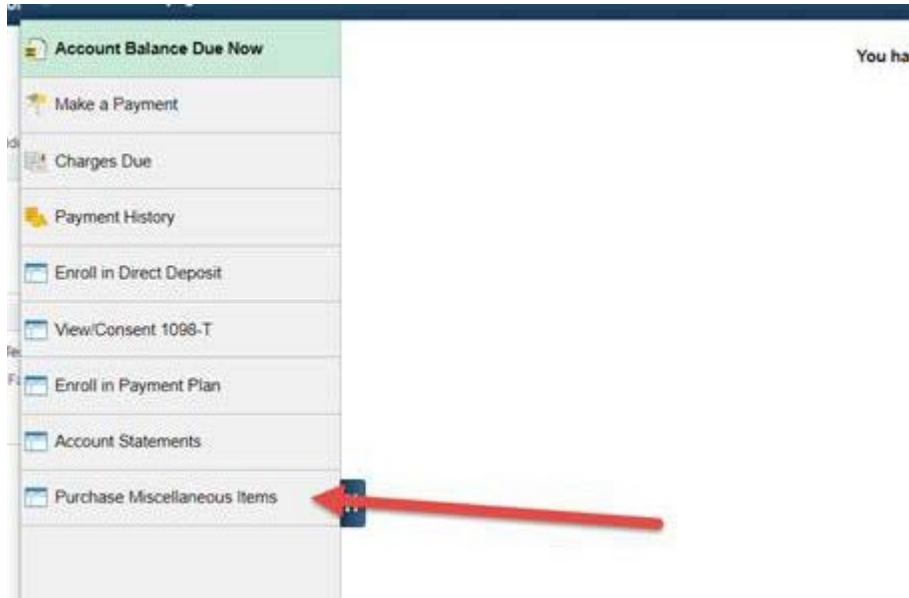 Account Balance Due Now
You ha
Make a Payment
Charges Due
Payment History
Enroll in Direct Deposit
View/Consent 1098-T
Enroll in Payment Plan
Account Statements
Purchase Miscellaneous Items